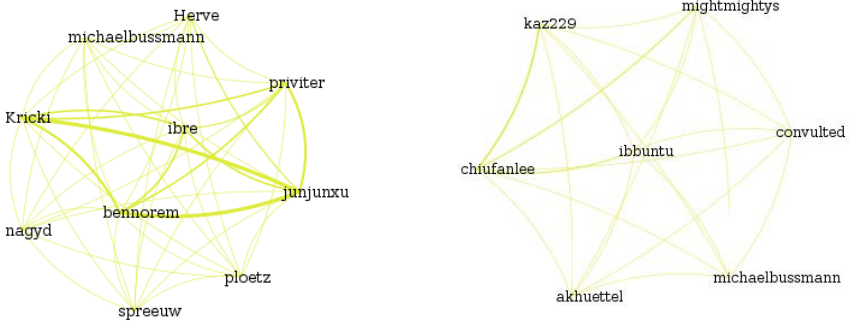 Herve
michaelbussmann
priviter
Kricki
ibre
junjunxu
bennorem
nagyd
ploetz
spreeuw
mightmightys
kaz229
convulted
ibbuntu
chiufanlee
michaelbussmann
akhuettel